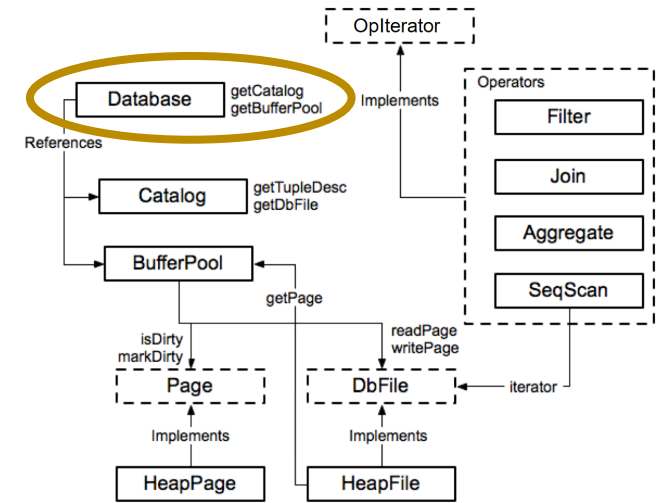 OpIterator
Database
getCatalog
getBufferPool
Implements
Operators
Filter
References
Join
Catalog
getTupleDesc
getDbFile
Aggregate
BufferPool
SeqScan
getPage
isDirty
markDirty
readPage
writePage
Page
DbFile
iterator
Implements
Implements
HeapPage
HeapFile